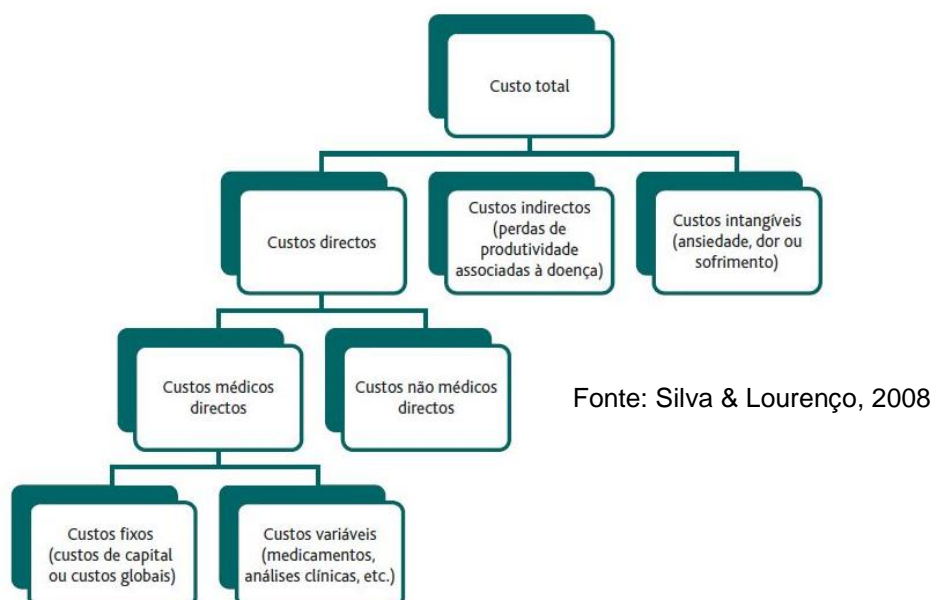 Custo total
Custos directos
Custos indirectos
(perdas de
produtividade
associadas à doença)
Custos intangíveis
(ansiedade, dor ou
sofrimento)
Custos médicos
directos
Custos não médicos
directos
Fonte: Silva & Lourenço, 2008
Custos fixos
(custos de capital
ou custos globais)
Custos variáveis
(medicamentos,
análises clínicas, etc.)